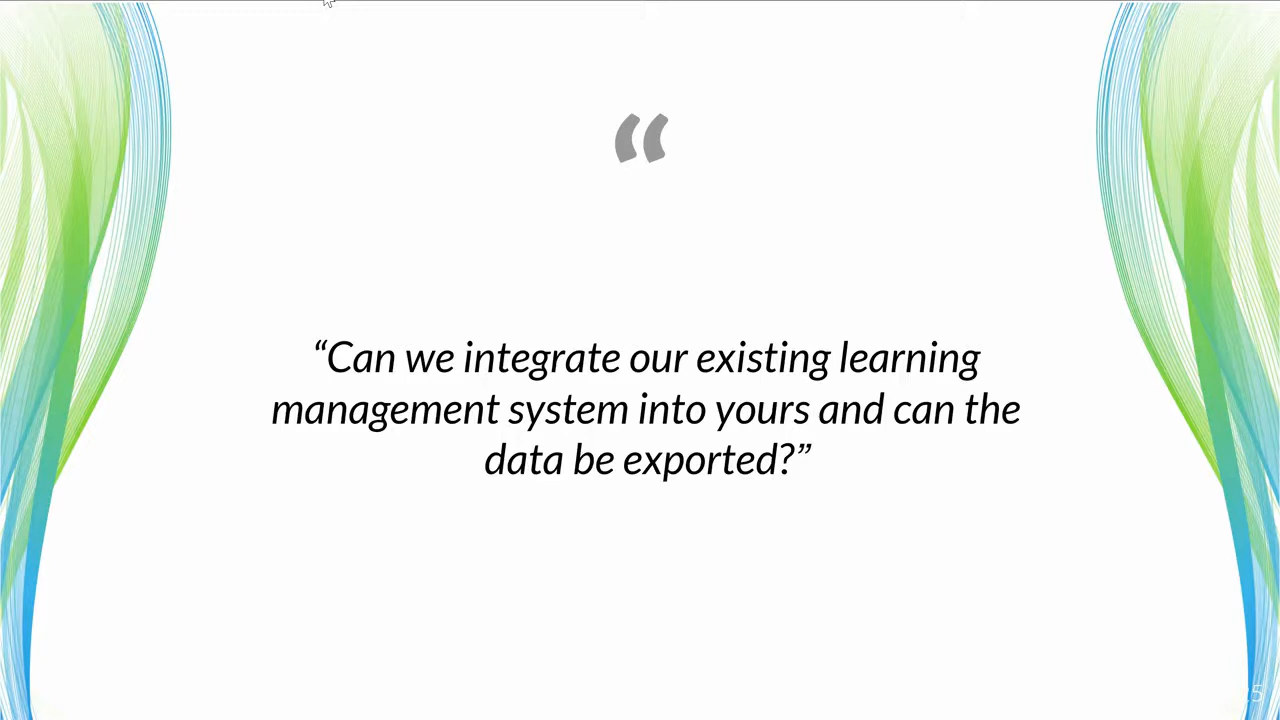 “
“Can we integrate our existing learning
management system into yours and can the
data be exported?”